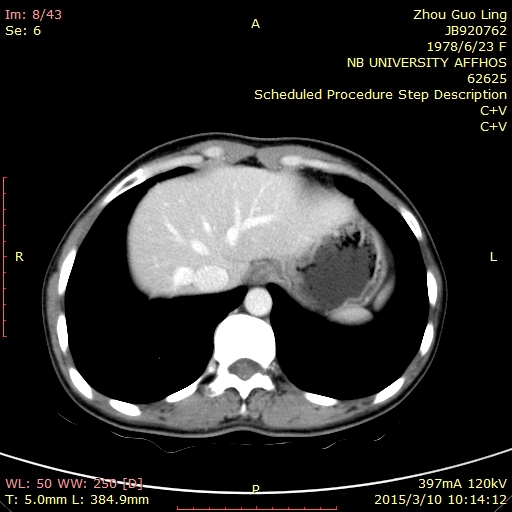 Im: 8/43
Se: 6
A
Zhou Guo Ling
JB920762
1978/6/23 F
NB UNIVERSITY AFFHOS
62625
Scheduled Procedure Step Description
C+V
C+V
R
L
WL: 50 WW: 250 [D]
T: 5.0mm L: 384.9mm
P
397mA 120kV
2015/3/10 10:14:12